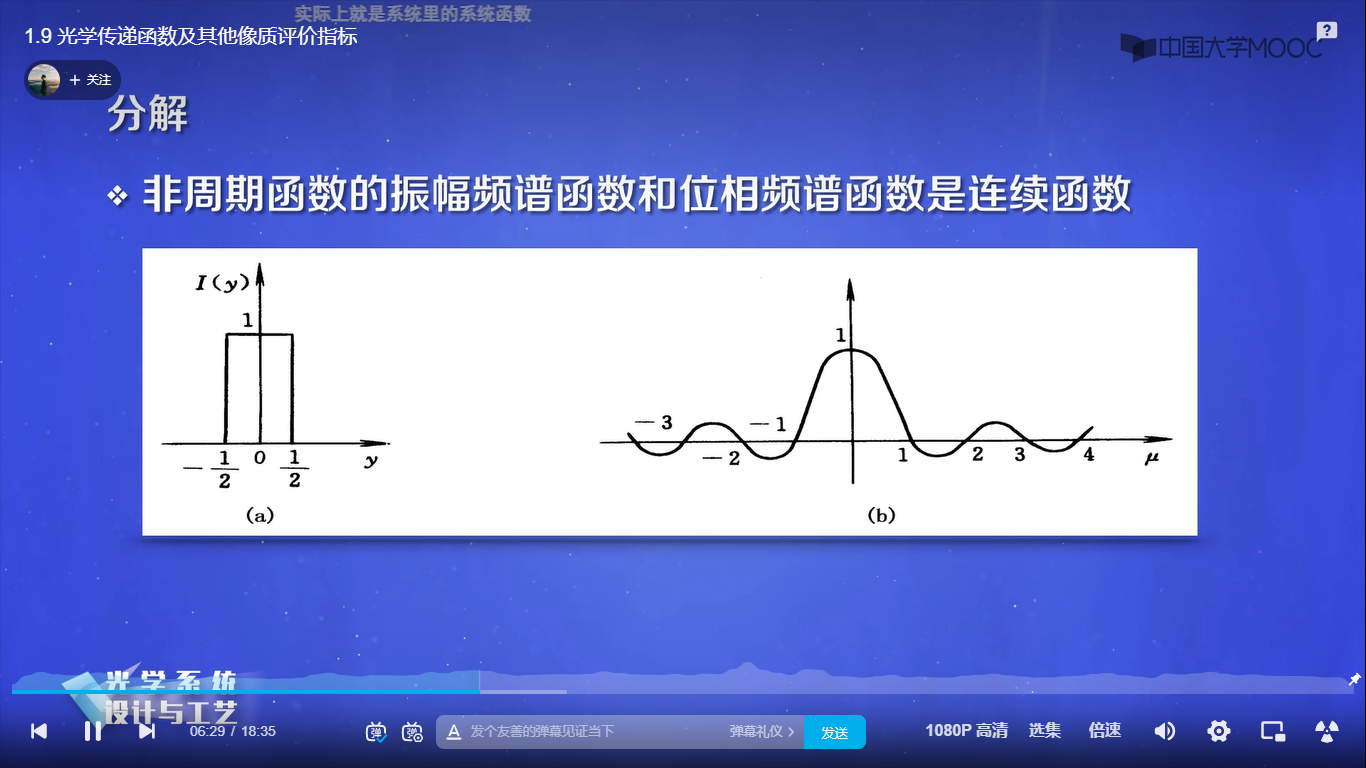 实际上就是系统里的系统函数
1.9 光学传递函数及其他像质评价指标
中国大学MOOC
?
+ 关注
分解
❖ 非周期函数的振幅频谱函数和位相频谱函数是连续函数
I(y)
1
1
－3
－1
－1/2
0
1/2
y
－2
1
2
3
4
μ
(a)
(b)
光学系统
设计与工艺
06:29 / 18:35
弹
弹
A 发个友善的弹幕见证当下
弹幕礼仪 >
发送
1080P 高清
选集
倍速